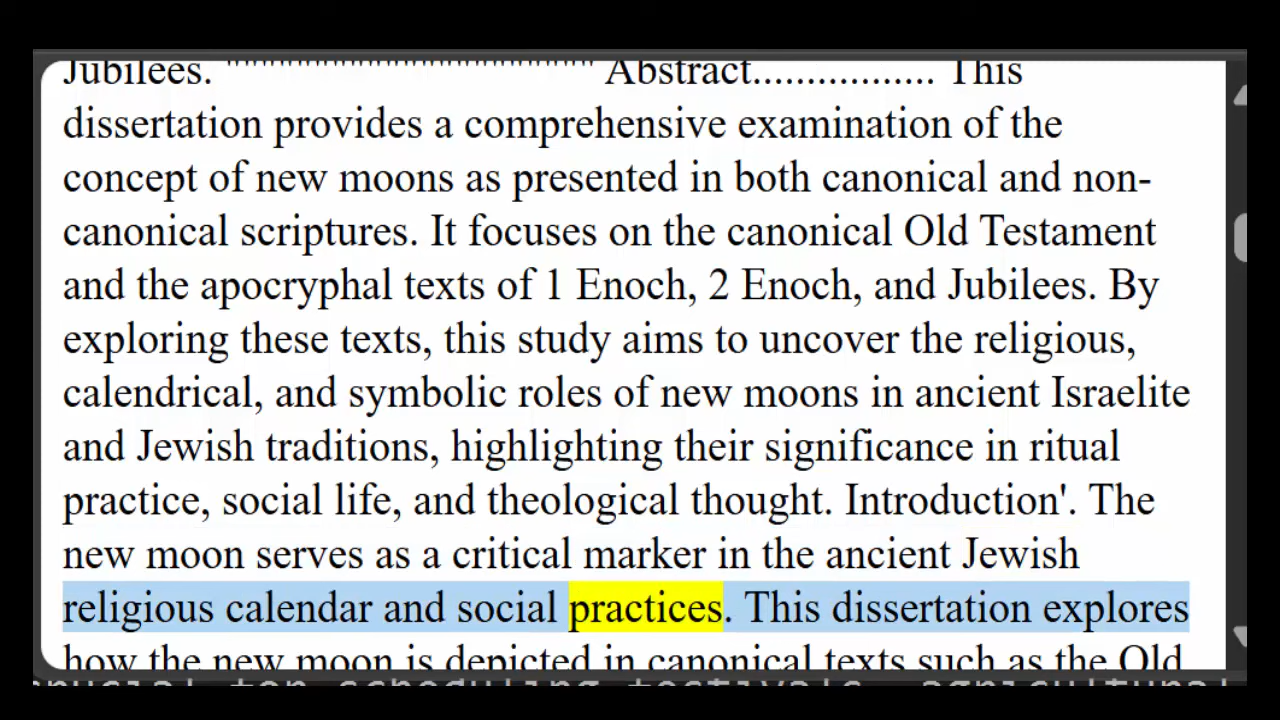 Jubilees. """"""""""""""""""""" Abstract................. This
dissertation provides a comprehensive examination of the
concept of new moons as presented in both canonical and non-
canonical scriptures. It focuses on the canonical Old Testament
and the apocryphal texts of 1 Enoch, 2 Enoch, and Jubilees. By
exploring these texts, this study aims to uncover the religious,
calendrical, and symbolic roles of new moons in ancient Israelite
and Jewish traditions, highlighting their significance in ritual
practice, social life, and theological thought. Introduction'. The
new moon serves as a critical marker in the ancient Jewish
religious calendar and social practices. This dissertation explores
how the new moon is depicted in canonical texts such as the Old
crucial for scheduling festivals, agricultural